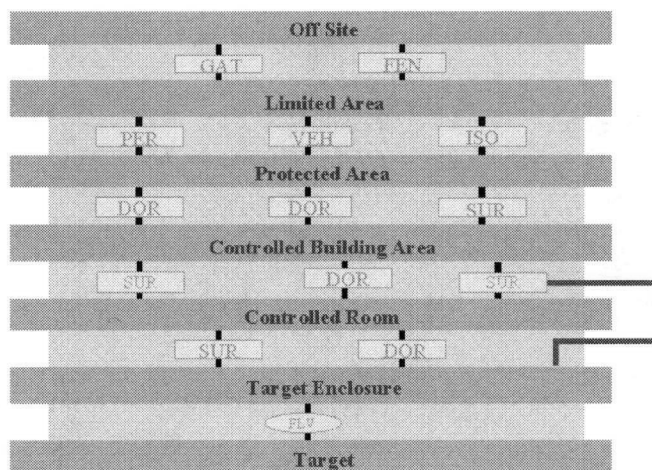 Off Site
GAT FEN
Limited Area
PER VEH ISO
Protected Area
DOR DOR SUR
Controlled Building Area
SUR DOR SUR
Controlled Room
SUR DOR
Target Enclosure
FLV
Target